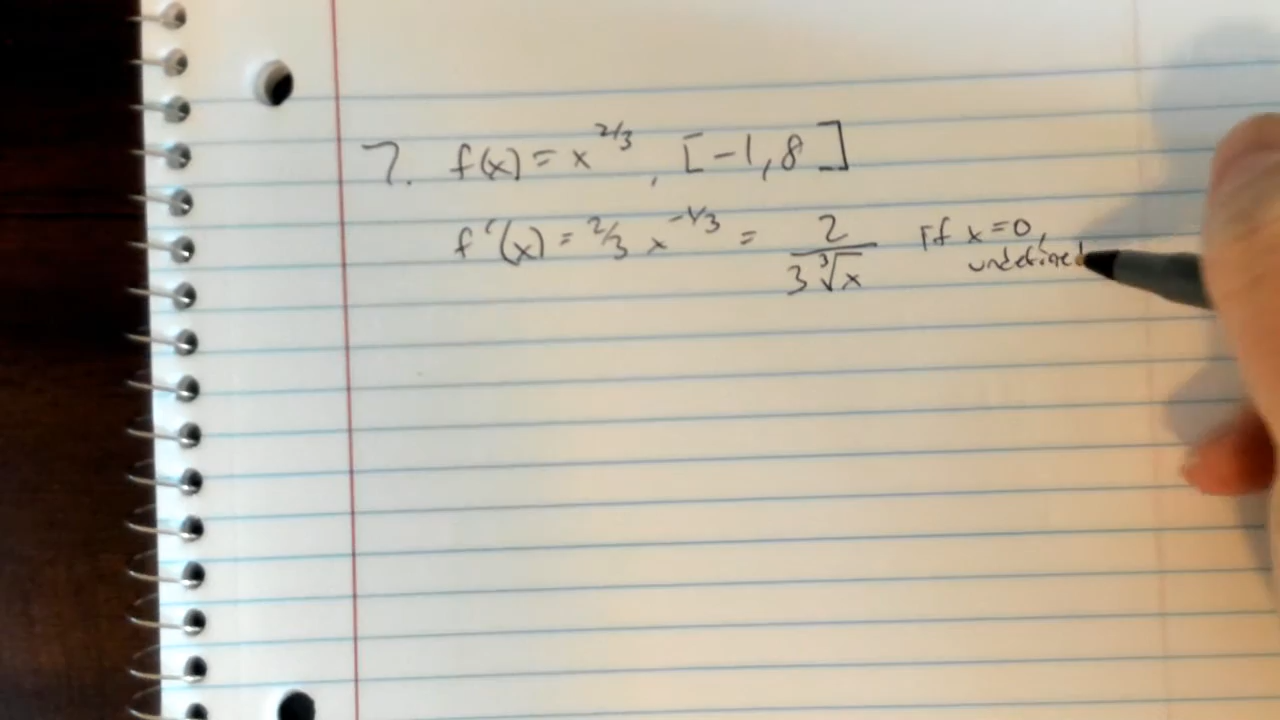 7. f(x) = x^(2/3), [-1,8]
f'(x) = 2/3 x^(-1/3) = 2/(3∛x) If x=0,
undefined